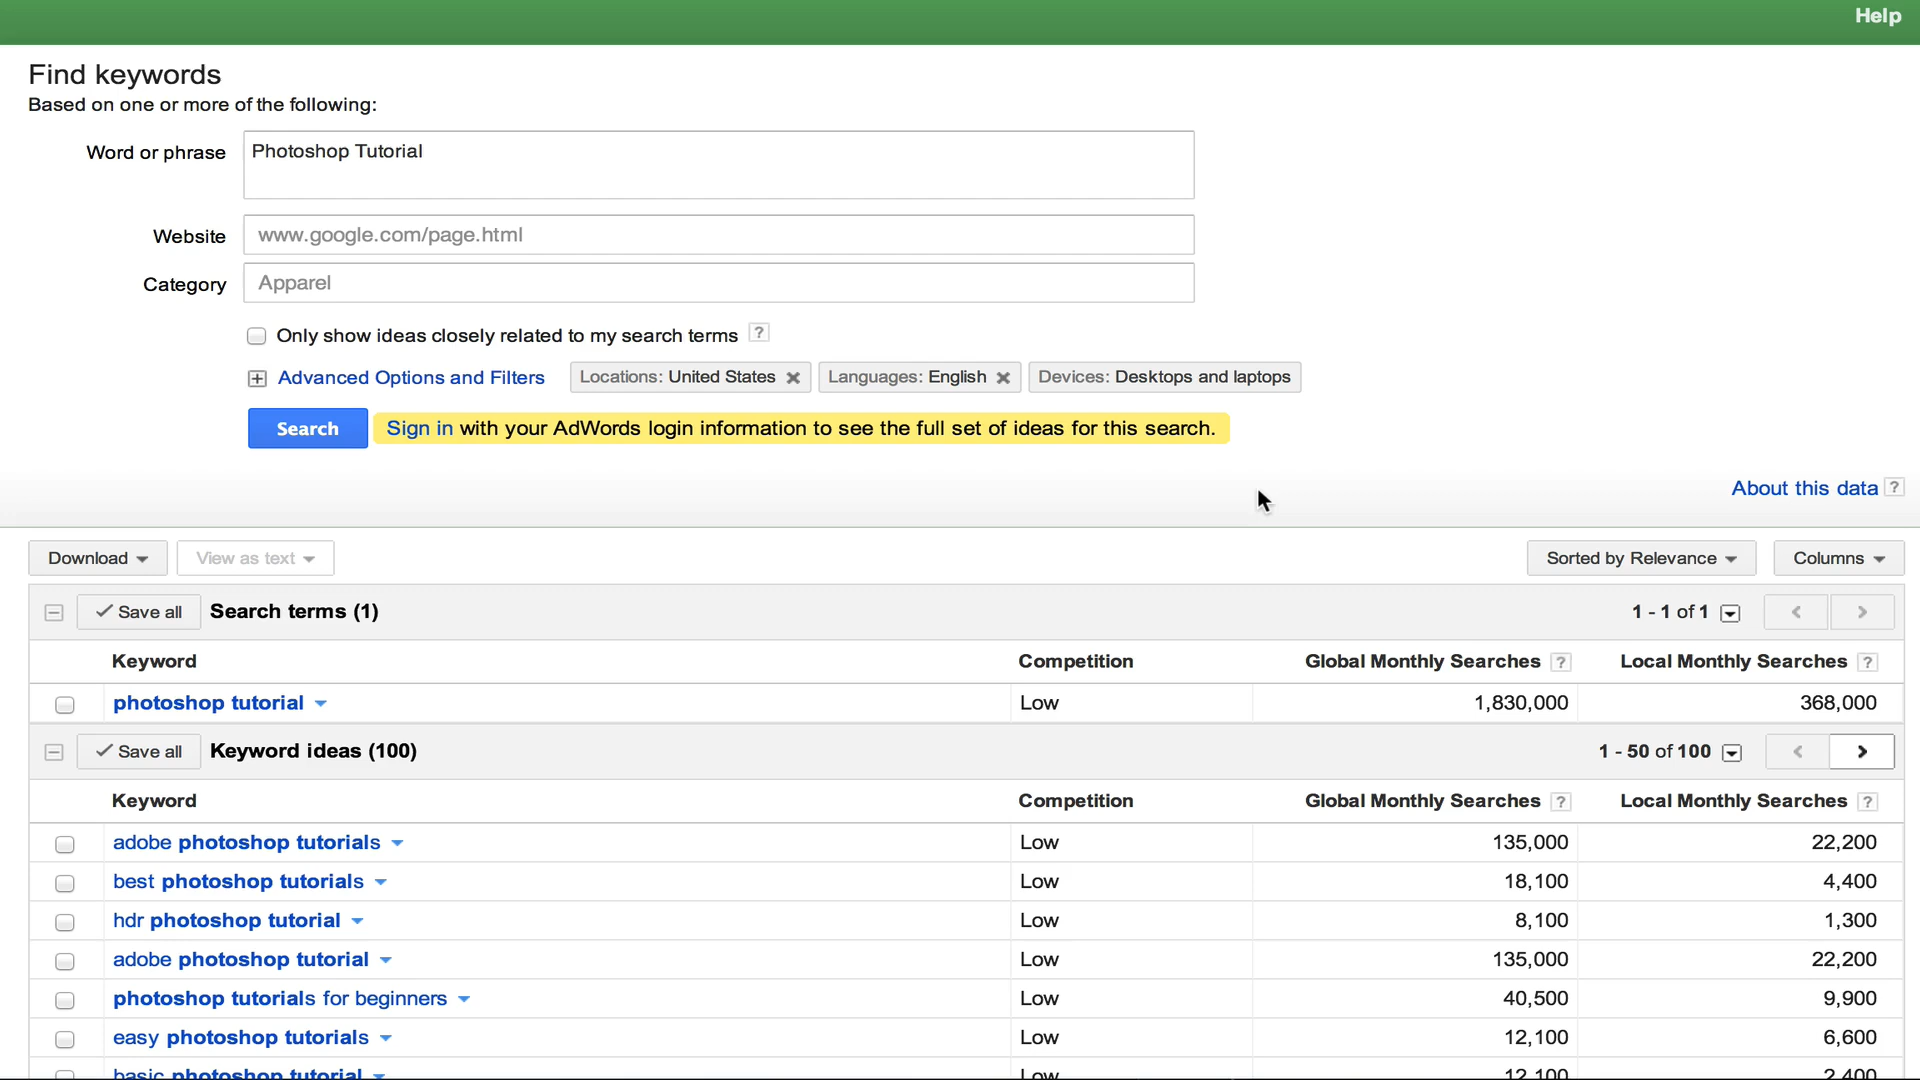 Help
Find keywords
Based on one or more of the following:
Word or phrase Photoshop Tutorial
Website www.google.com/page.html
Category Apparel
Only show ideas closely related to my search terms ?
Advanced Options and Filters Locations: United States Languages: English Devices: Desktops and laptops
Search Sign in with your AdWords login information to see the full set of ideas for this search.
About this data ?
Download View as text Sorted by Relevance Columns
Save all Search terms (1) 1 - 1 of 1
Keyword Competition Global Monthly Searches ? Local Monthly Searches ?
photoshop tutorial Low 1,830,000 368,000
Save all Keyword ideas (100) 1 - 50 of 100
Keyword Competition Global Monthly Searches ? Local Monthly Searches ?
adobe photoshop tutorials Low 135,000 22,200
best photoshop tutorials Low 18,100 4,400
hdr photoshop tutorial Low 8,100 1,300
adobe photoshop tutorial Low 135,000 22,200
photoshop tutorials for beginners Low 40,500 9,900
easy photoshop tutorials Low 12,100 6,600
basic photoshop tutorial Low 12,100 2,400